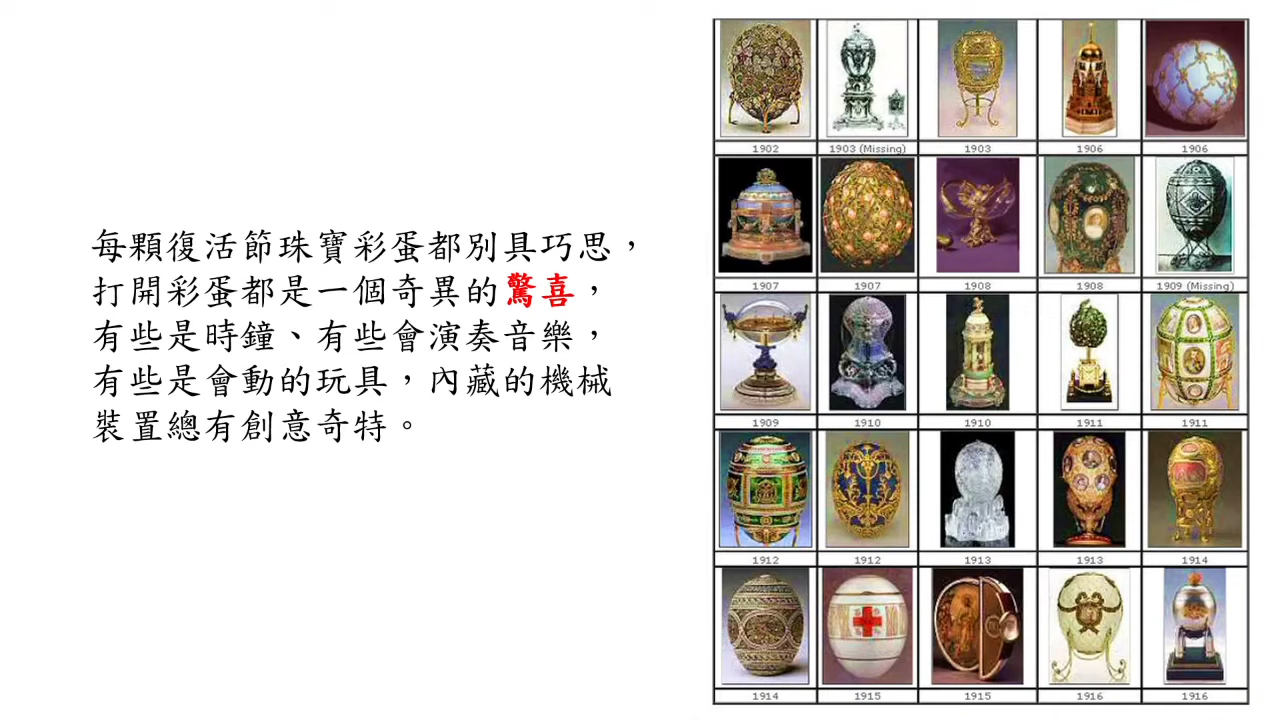 每顆復活節珠寶彩蛋都別具巧思，
打開彩蛋都是一個奇異的驚喜，
有些是時鐘、有些會演奏音樂，
有些是會動的玩具，內藏的機械
裝置總有創意奇特。
1902 1903 (Missing) 1903 1906 1906
1907 1907 1908 1908 1909 (Missing)
1909 1910 1910 1911 1911
1912 1912 1913 1913 1914
1914 1915 1915 1916 1916